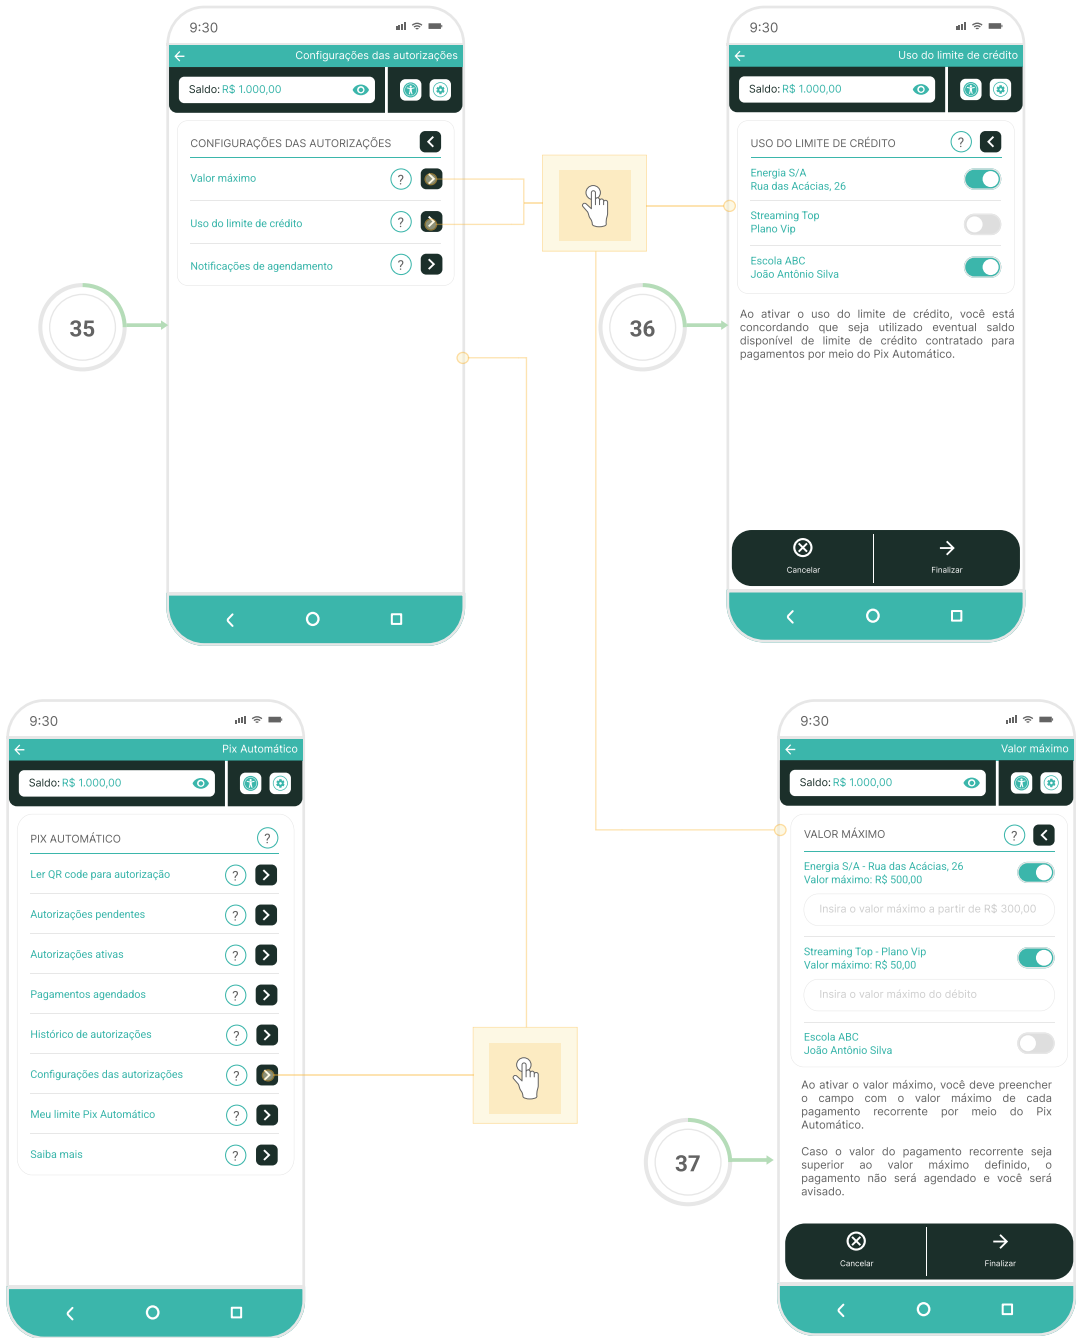 9:30
Configurações das autorizações
Saldo: R$ 1.000,00
CONFIGURAÇÕES DAS AUTORIZAÇÕES
Valor máximo
?
Uso do limite de crédito
?
Notificações de agendamento
?
35
9:30
Uso do limite de crédito
Saldo: R$ 1.000,00
USO DO LIMITE DE CRÉDITO
?
Energia S/A
Rua das Acácias, 26
Streaming Top
Plano Vip
Escola ABC
João Antônio Silva
Ao ativar o uso do limite de crédito, você está
concordando que seja utilizado eventual saldo
disponível de limite de crédito contratado para
pagamentos por meio do Pix Automático.
36
Cancelar
Finalizar
9:30
Pix Automático
Saldo: R$ 1.000,00
PIX AUTOMÁTICO
?
Ler QR code para autorização
?
Autorizações pendentes
?
Autorizações ativas
?
Pagamentos agendados
?
Histórico de autorizações
?
Configurações das autorizações
?
Meu limite Pix Automático
?
Saiba mais
?
9:30
Valor máximo
Saldo: R$ 1.000,00
VALOR MÁXIMO
?
Energia S/A - Rua das Acácias, 26
Valor máximo: R$ 500,00
Insira o valor máximo a partir de R$ 300,00
Streaming Top - Plano Vip
Valor máximo: R$ 50,00
Insira o valor máximo do débito
Escola ABC
João Antônio Silva
Ao ativar o valor máximo, você deve preencher
o campo com o valor máximo de cada
pagamento recorrente por meio do Pix
Automático.
Caso o valor do pagamento recorrente seja
superior ao valor máximo definido, o
pagamento não será agendado e você será
avisado.
37
Cancelar
Finalizar